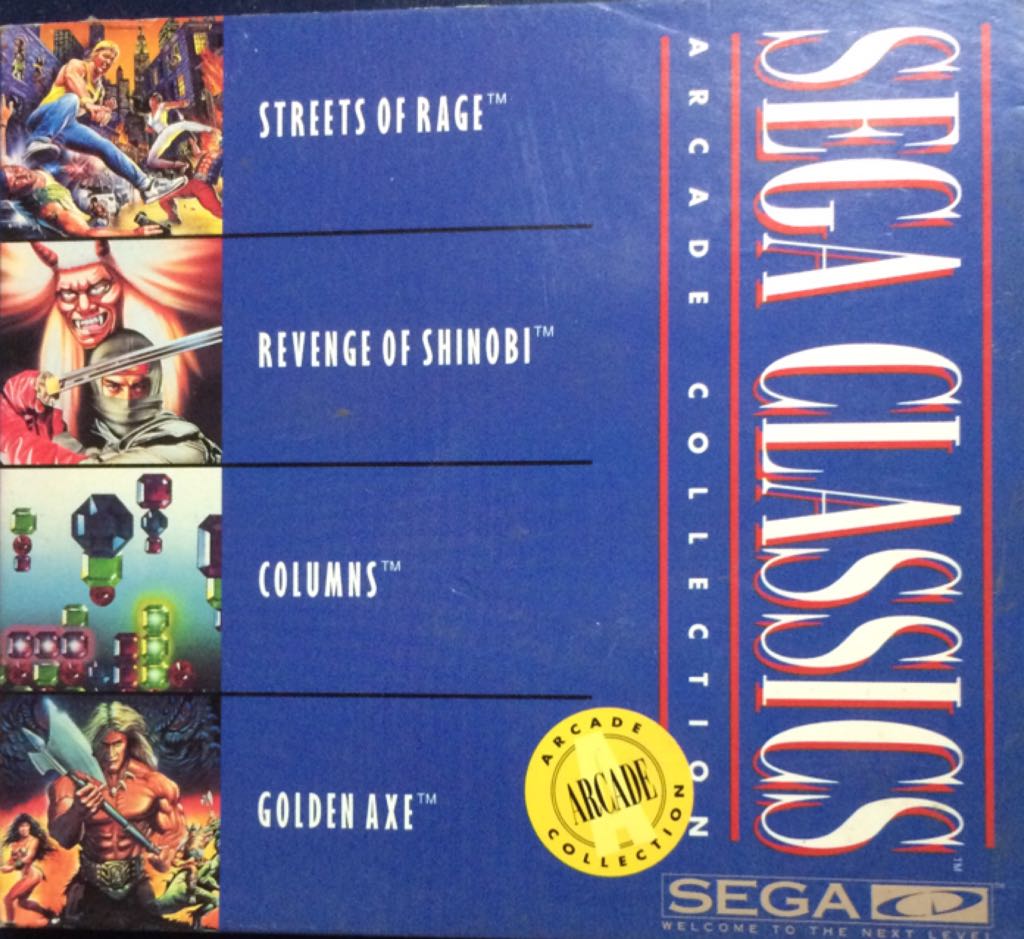 STREETS OF RAGE™
REVENGE OF SHINOBI™
COLUMNS™
GOLDEN AXE™
ARCADE COLLECTION
SEGA CLASSICS™
ARCADE
ARCADE
COLLECTION
SEGA CD™
WELCOME TO THE NEXT LEVEL